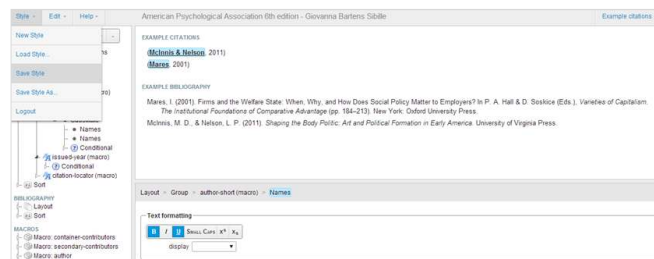 Style Edit Help American Psychological Association 6th edition - Giovanna Bartens Sibille Example citations
New Style
Load Style...
Save Style
Save Style As...
Logout
Names
Names
Conditional
issued-year (macro)
Conditional
citation-locator (macro)
Sort
BIBLIOGRAPHY
Layout
Sort
MACROS
Macro: container-contributors
Macro: secondary-contributors
Macro: author
EXAMPLE CITATIONS
(McInnis & Nelson, 2011)
(Mares, 2001)
EXAMPLE BIBLIOGRAPHY
Mares, I. (2001). Firms and the Welfare State: When, Why, and How Does Social Policy Matter to Employers? In P. A. Hall & D. Soskice (Eds.), Varieties of Capitalism.
The Institutional Foundations of Comparative Advantage (pp. 184–213). New York: Oxford University Press.
McInnis, M. D., & Nelson, L. P. (2011). Shaping the Body Politic: Art and Political Formation in Early America. University of Virginia Press.
Layout > Group > author-short (macro) > Names
Text formatting
B I U SMALL CAPS Xª Xₐ
display